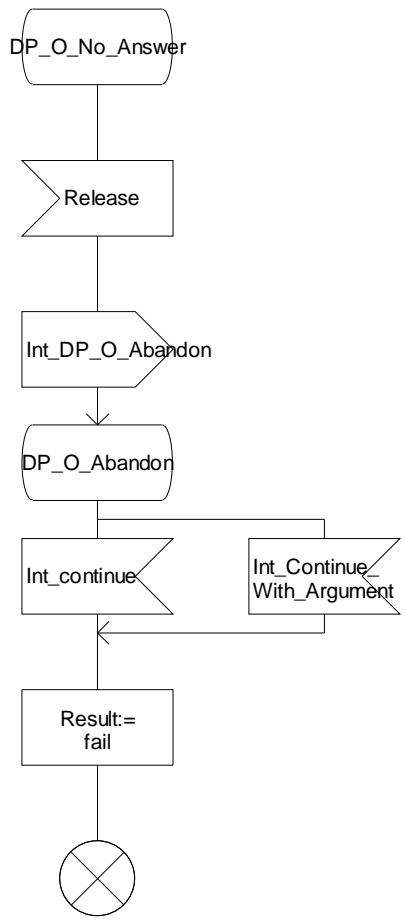 DP_O_No_Answer
Release
Int_DP_O_Abandon
DP_O_Abandon
Int_continue
Int_Continue_
With_Argument
Result:=
fail